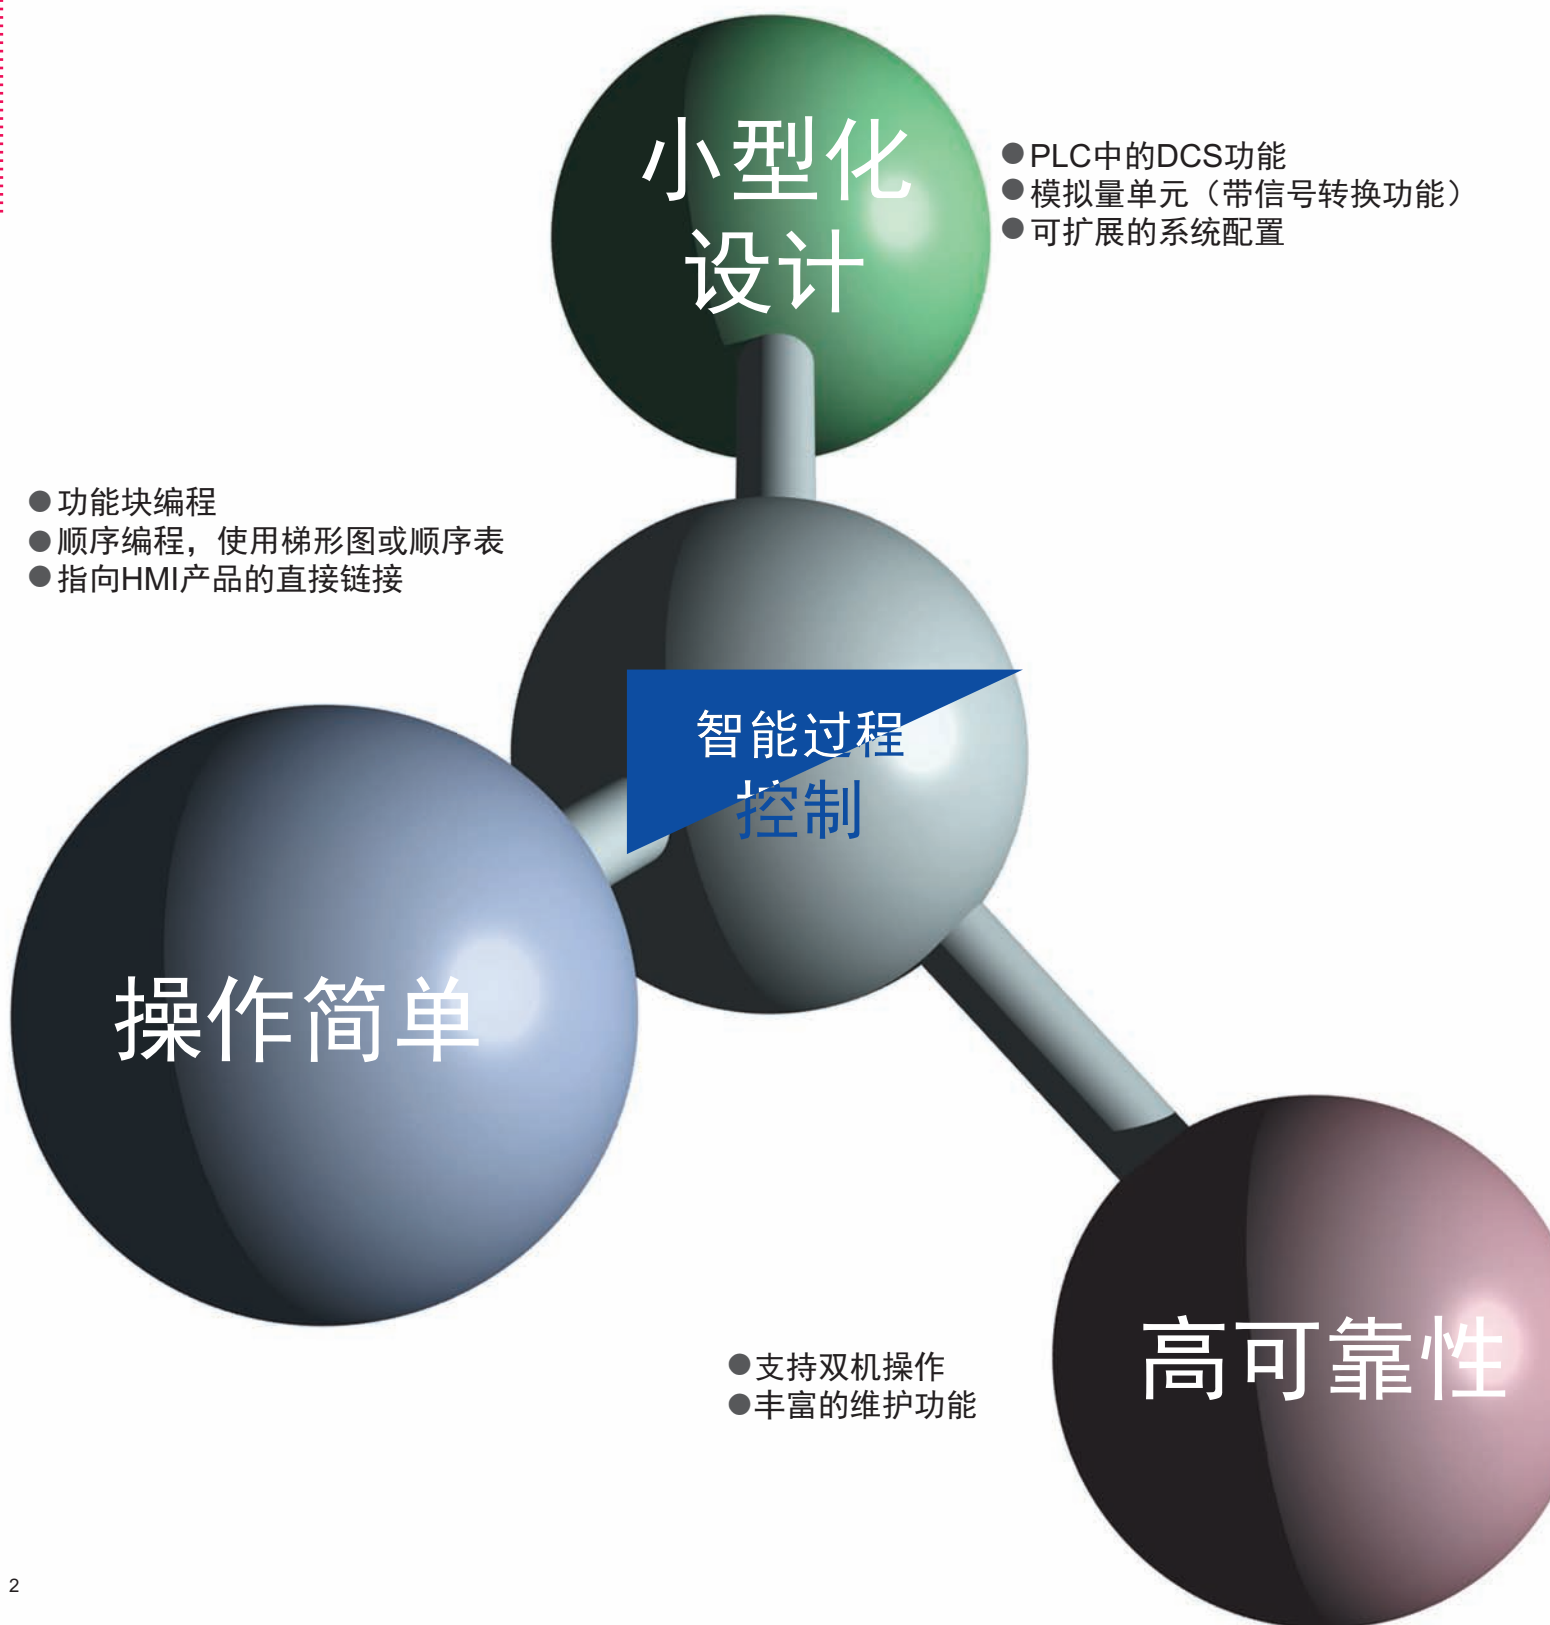 小型化
设计
●PLC中的DCS功能
●模拟量单元（带信号转换功能）
●可扩展的系统配置
●功能块编程
●顺序编程，使用梯形图或顺序表
●指向HMI产品的直接链接
智能过程
控制
操作简单
高可靠性
●支持双机操作
●丰富的维护功能
2